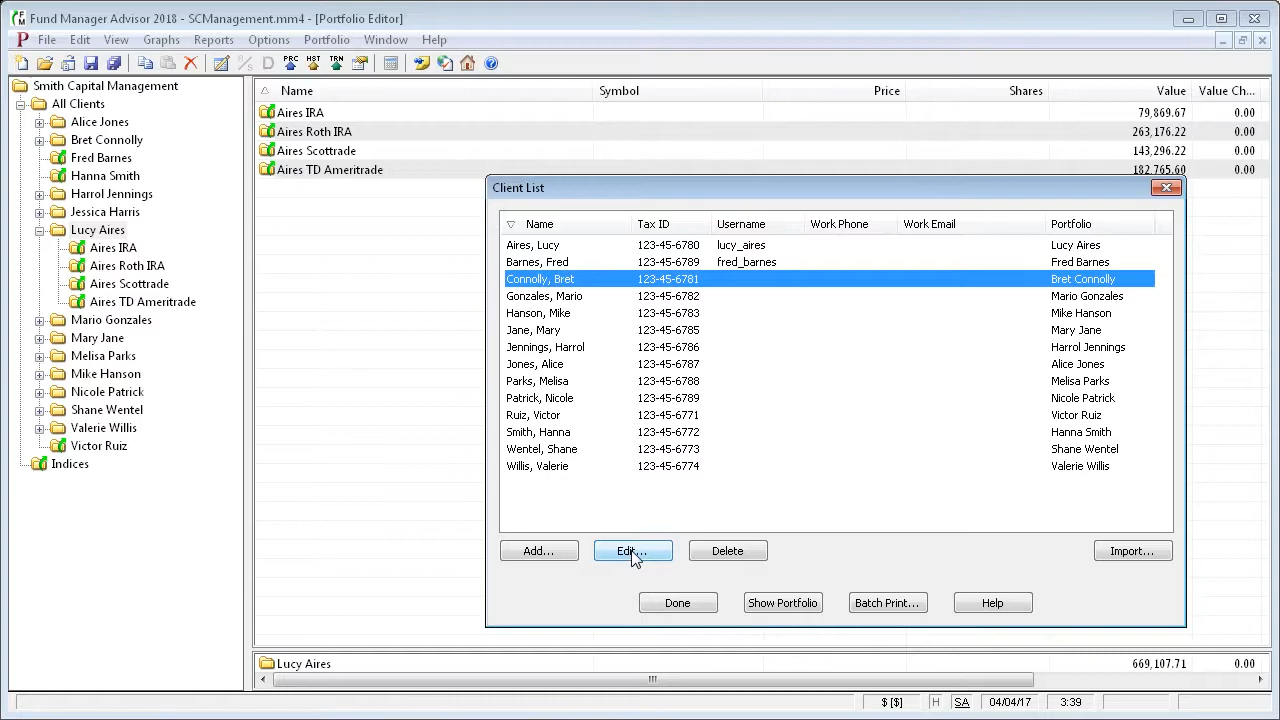 Fund Manager Advisor 2018 - SCManagement.mm4 - [Portfolio Editor]
File Edit View Graphs Reports Options Portfolio Window Help
PRC HST TRN
Smith Capital Management
All Clients
Alice Jones
Bret Connolly
Fred Barnes
Hanna Smith
Harrol Jennings
Jessica Harris
Lucy Aires
Aires IRA
Aires Roth IRA
Aires Scottrade
Aires TD Ameritrade
Mario Gonzales
Mary Jane
Melisa Parks
Mike Hanson
Nicole Patrick
Shane Wentel
Valerie Willis
Victor Ruiz
Indices
Name Symbol Price Shares Value Value Ch...
Aires IRA 79,869.67 0.00
Aires Roth IRA 263,176.22 0.00
Aires Scottrade 143,296.22 0.00
Aires TD Ameritrade 182,765.60 0.00
Client List
Name Tax ID Username Work Phone Work Email Portfolio
Aires, Lucy 123-45-6780 lucy_aires Lucy Aires
Barnes, Fred 123-45-6789 fred_barnes Fred Barnes
Connolly, Bret 123-45-6781 Bret Connolly
Gonzales, Mario 123-45-6782 Mario Gonzales
Hanson, Mike 123-45-6783 Mike Hanson
Jane, Mary 123-45-6785 Mary Jane
Jennings, Harrol 123-45-6786 Harrol Jennings
Jones, Alice 123-45-6787 Alice Jones
Parks, Melisa 123-45-6788 Melisa Parks
Patrick, Nicole 123-45-6789 Nicole Patrick
Ruiz, Victor 123-45-6771 Victor Ruiz
Smith, Hanna 123-45-6772 Hanna Smith
Wentel, Shane 123-45-6773 Shane Wentel
Willis, Valerie 123-45-6774 Valerie Willis
Add... Edit... Delete Import...
Done Show Portfolio Batch Print... Help
Lucy Aires 669,107.71 0.00
$ [$] H SA 04/04/17 3:39